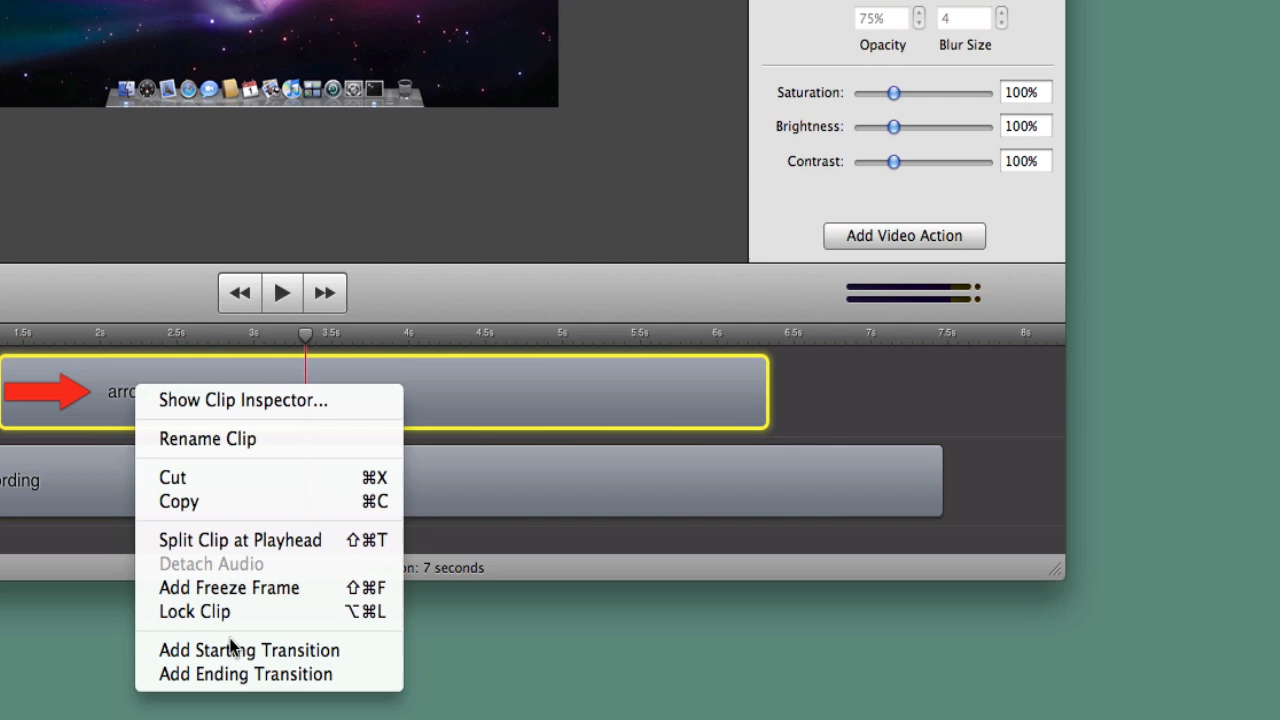 75%
4
Opacity
Blur Size
Saturation:
100%
Brightness:
100%
Contrast:
100%
Add Video Action
1.5s 2s 2.5s 3s 3.5s 4s 4.5s 5s 5.5s 6s 6.5s 7s 7.5s 8s
arro
Show Clip Inspector...
Rename Clip
Cut ⌘X
Copy ⌘C
ording
Split Clip at Playhead ⇧⌘T
Detach Audio
on: 7 seconds
Add Freeze Frame ⇧⌘F
Lock Clip ⌥⌘L
Add Starting Transition
Add Ending Transition